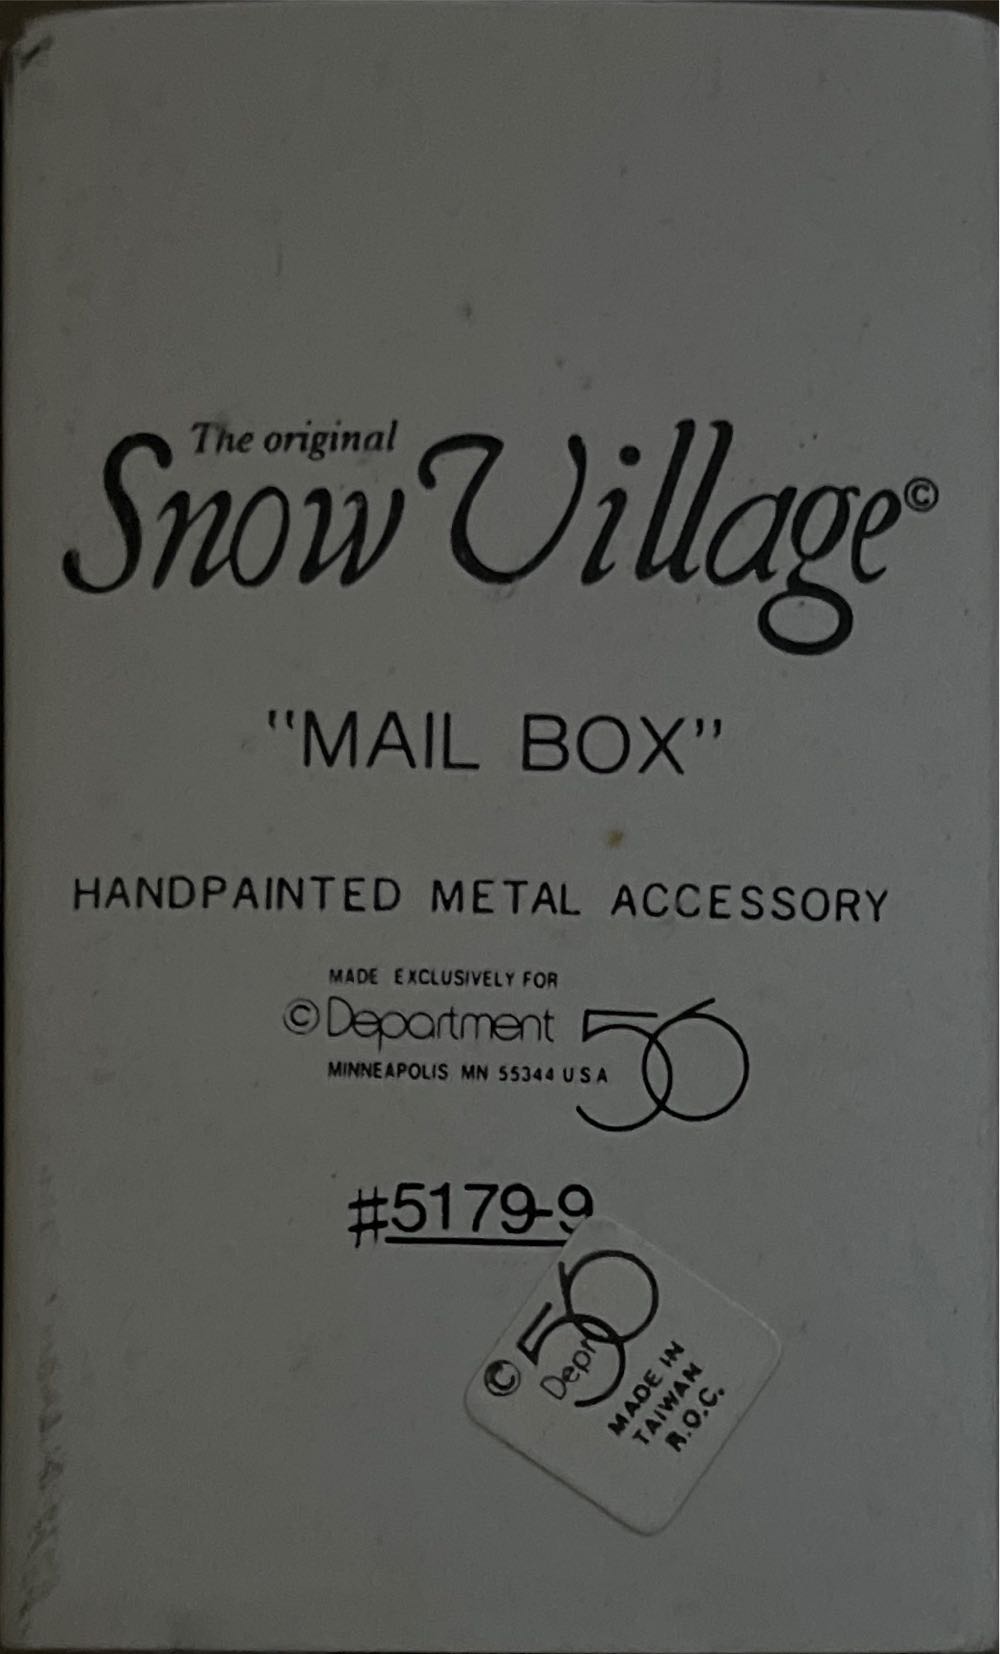 The original
Snow Village©
"MAIL BOX"
HANDPAINTED METAL ACCESSORY
MADE EXCLUSIVELY FOR
© Department 56
MINNEAPOLIS MN 55344 USA
#5179-9
© 56
Dept
MADE IN
TAIWAN
R.O.C.